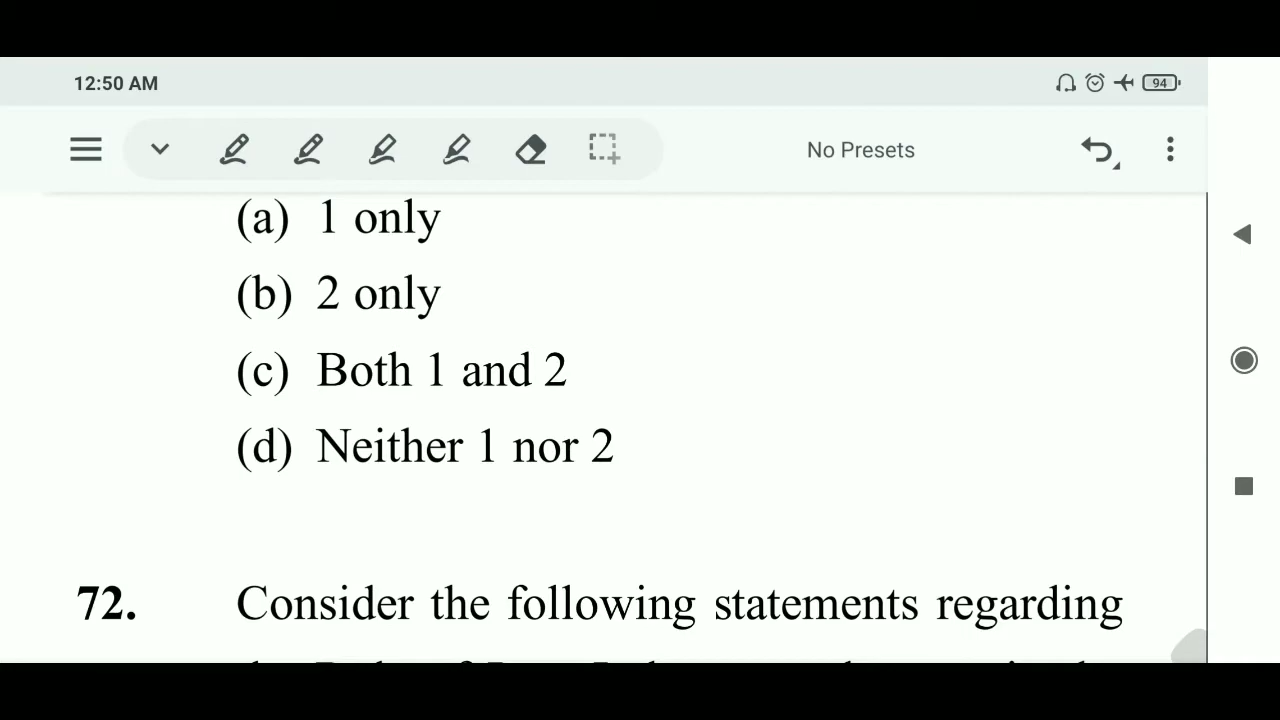 12:50 AM
94
No Presets
(a) 1 only
(b) 2 only
(c) Both 1 and 2
(d) Neither 1 nor 2
72. Consider the following statements regarding